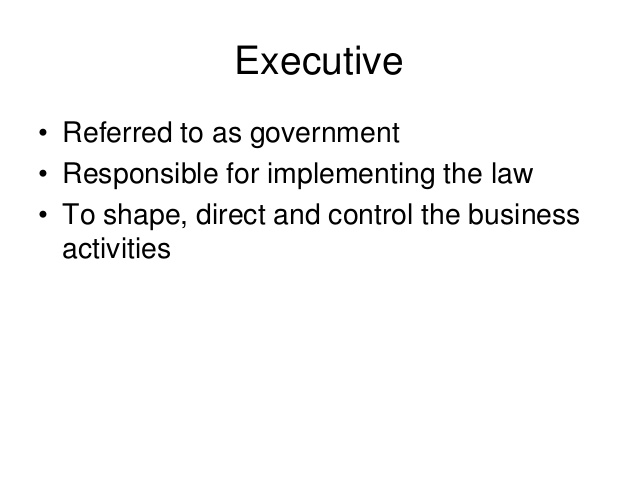 Executive
• Referred to as government
• Responsible for implementing the law
• To shape, direct and control the business
activities